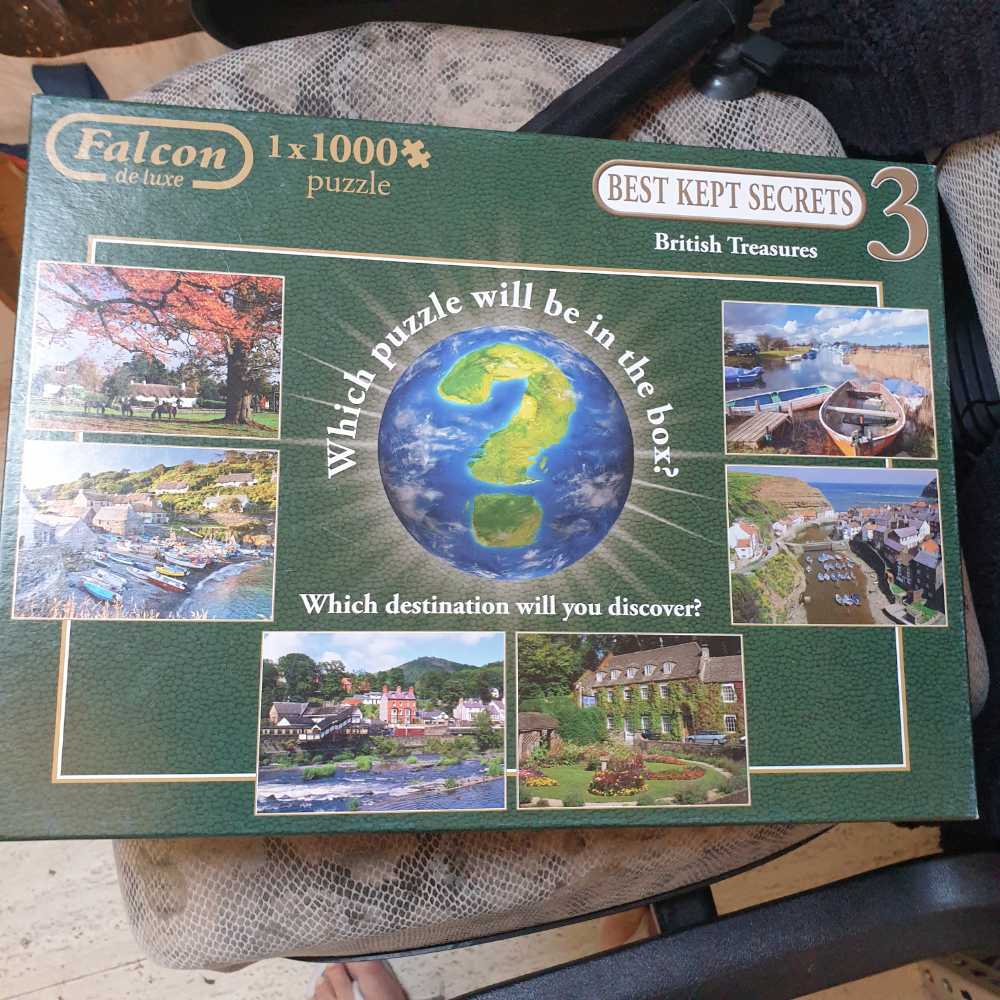 Falcon
de luxe
1 x 1000
puzzle
BEST KEPT SECRETS
3
British Treasures
Which puzzle will be in the box?
Which destination will you discover?